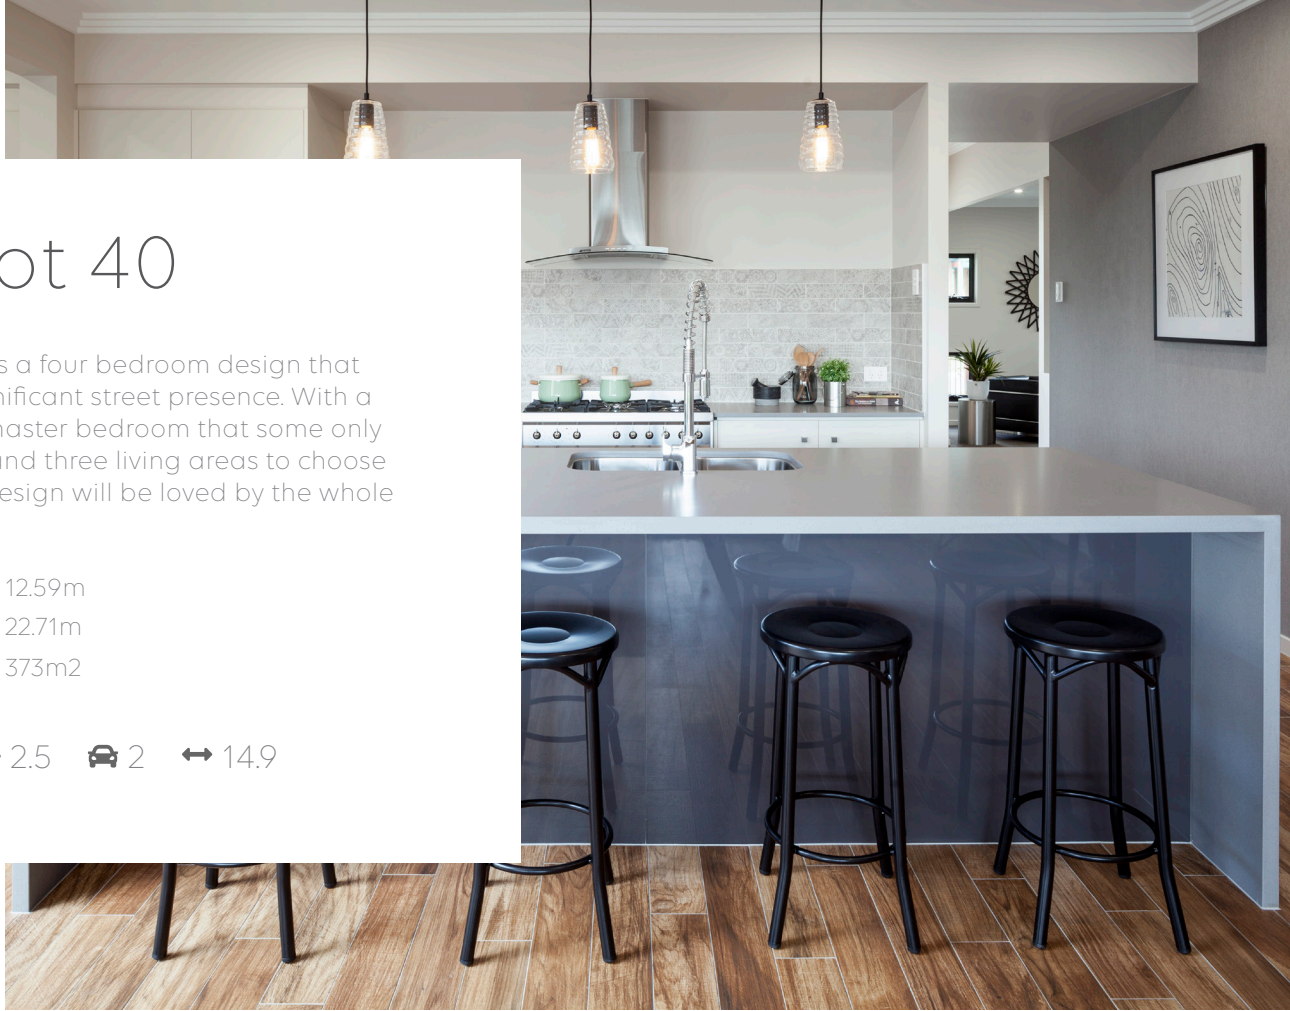 ot 40
s a four bedroom design that
nificant street presence. With a
naster bedroom that some only
and three living areas to choose
esign will be loved by the whole
12.59m
22.71m
373m2
2.5 2 14.9